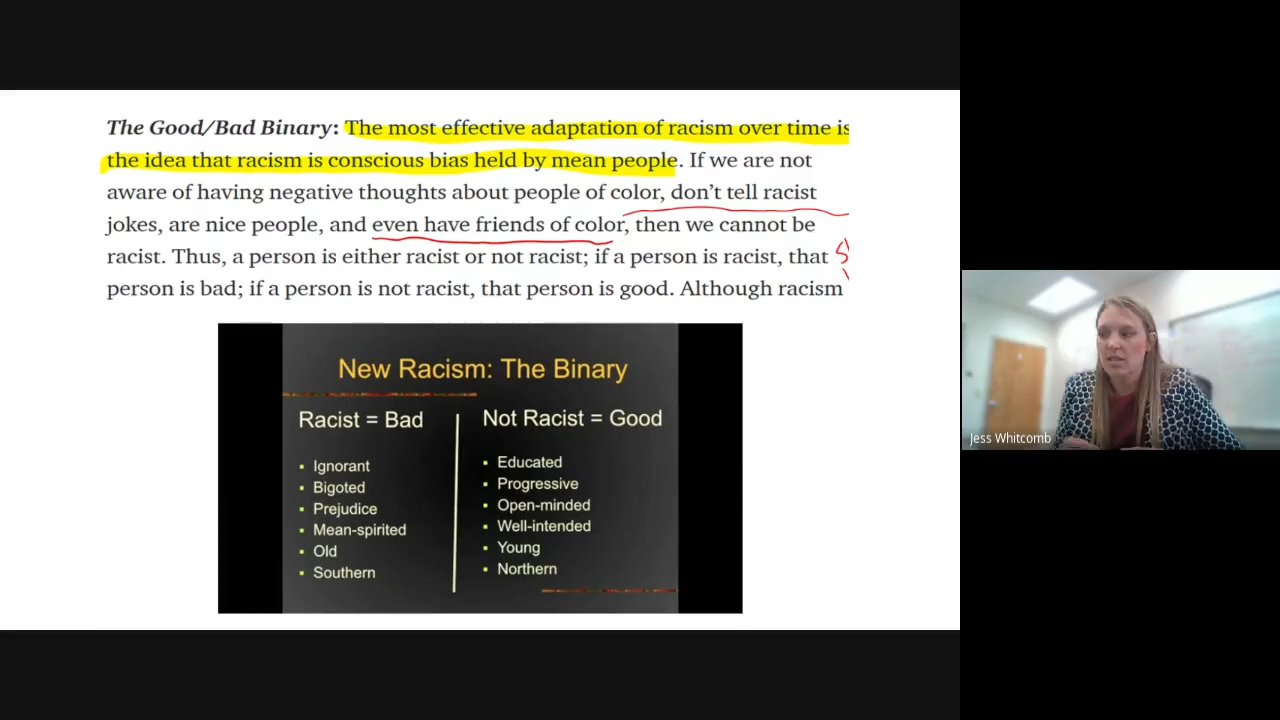 The Good/Bad Binary: The most effective adaptation of racism over time is
the idea that racism is conscious bias held by mean people. If we are not
aware of having negative thoughts about people of color, don’t tell racist
jokes, are nice people, and even have friends of color, then we cannot be
racist. Thus, a person is either racist or not racist; if a person is racist, that
person is bad; if a person is not racist, that person is good. Although racism
New Racism: The Binary
Racist = Bad
Ignorant
Bigoted
Prejudice
Mean-spirited
Old
Southern
Not Racist = Good
Educated
Progressive
Open-minded
Well-intended
Young
Northern
Jess Whitcomb